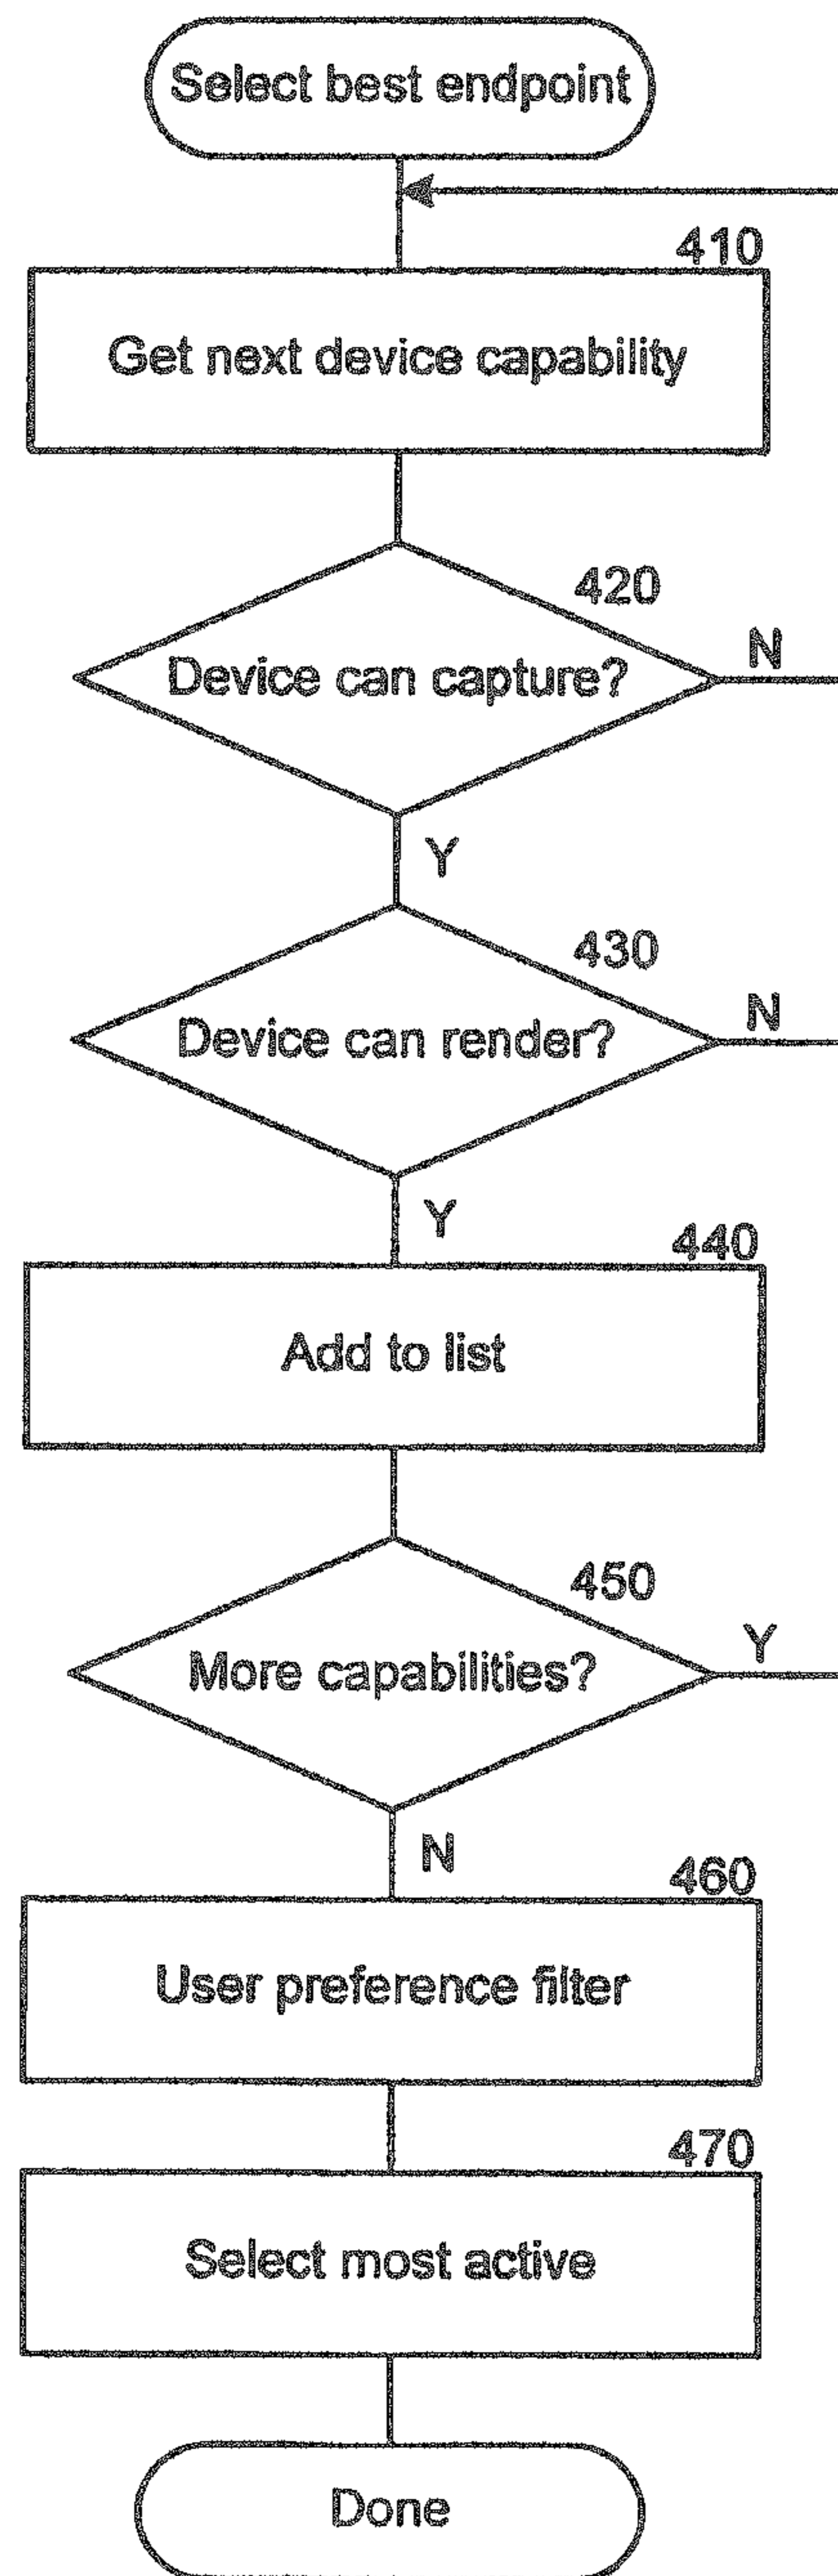 Select best endpoint
410
Get next device capability
420
Device can capture?
N
Y
430
Device can render?
N
Y
440
Add to list
450
More capabilities?
Y
N
460
User preference filter
470
Select most active
Done